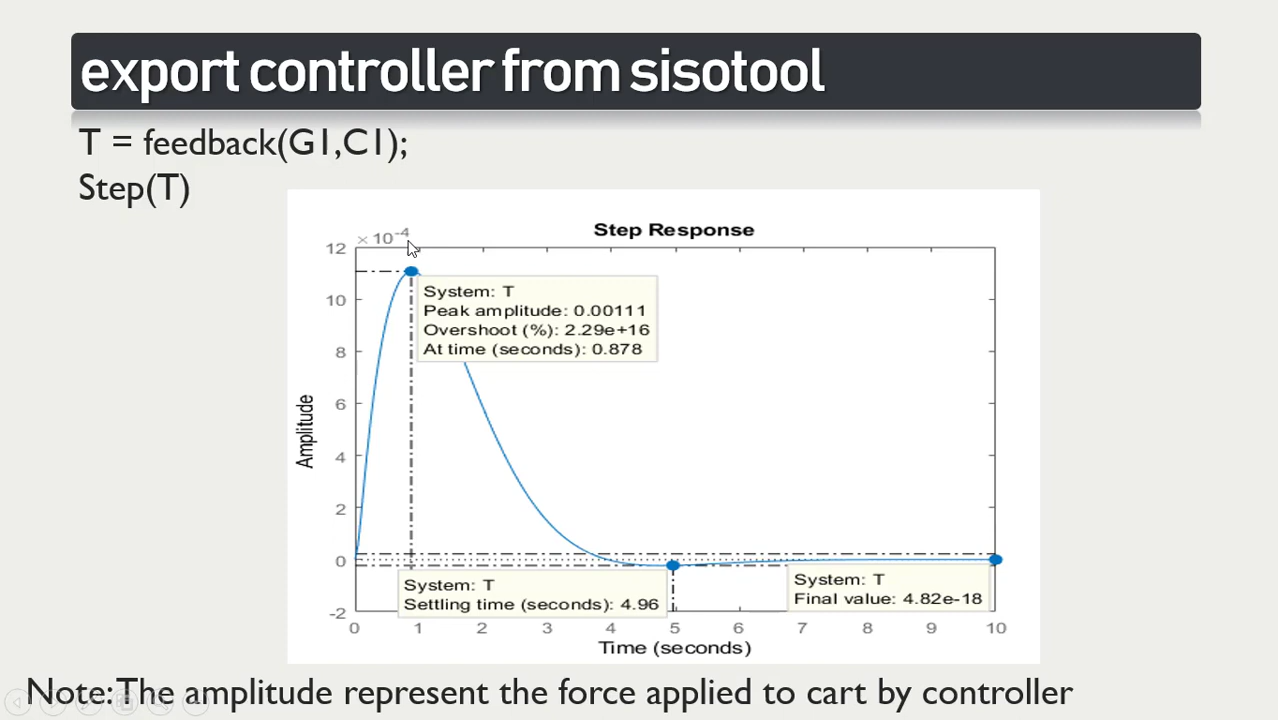 export controller from sisotool
T = feedback(G1,C1);
Step(T)
Step Response
×10⁻⁴
12
10
8
6
4
2
0
-2
Amplitude
System: T
Peak amplitude: 0.00111
Overshoot (%): 2.29e+16
At time (seconds): 0.878
System: T
Settling time (seconds): 4.96
System: T
Final value: 4.82e-18
0 1 2 3 4 5 6 7 8 9 10
Time (seconds)
Note: The amplitude represent the force applied to cart by controller